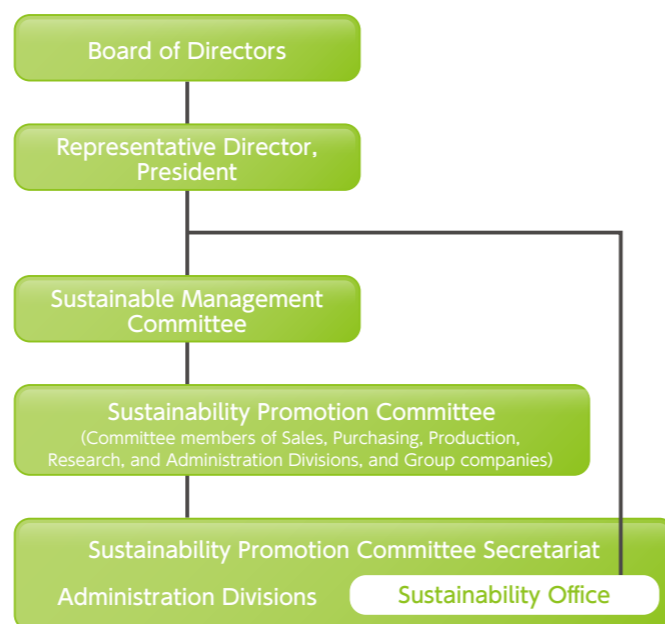 Board of Directors
Representative Director,
President
Sustainable Management
Committee
Sustainability Promotion Committee
(Committee members of Sales, Purchasing, Production,
Research, and Administration Divisions, and Group companies)
Sustainability Promotion Committee Secretariat
Administration Divisions
Sustainability Office